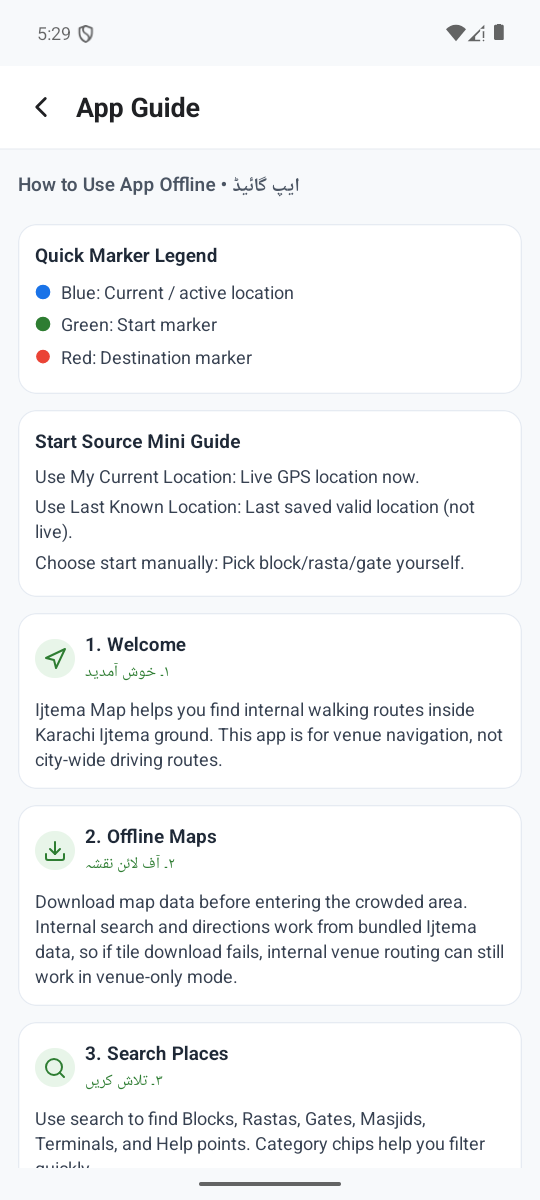 5:29
App Guide
How to Use App Offline • ایپ گائیڈ
Quick Marker Legend
Blue: Current / active location
Green: Start marker
Red: Destination marker
Start Source Mini Guide
Use My Current Location: Live GPS location now.
Use Last Known Location: Last saved valid location (not
live).
Choose start manually: Pick block/rasta/gate yourself.
1. Welcome
۱۔ خوش آمدید
Ijtema Map helps you find internal walking routes inside
Karachi Ijtema ground. This app is for venue navigation, not
city-wide driving routes.
2. Offline Maps
۲۔ آف لائن نقشہ
Download map data before entering the crowded area.
Internal search and directions work from bundled Ijtema
data, so if tile download fails, internal venue routing can still
work in venue-only mode.
3. Search Places
۳۔ تلاش کریں
Use search to find Blocks, Rastas, Gates, Masjids,
Terminals, and Help points. Category chips help you filter
quickly.